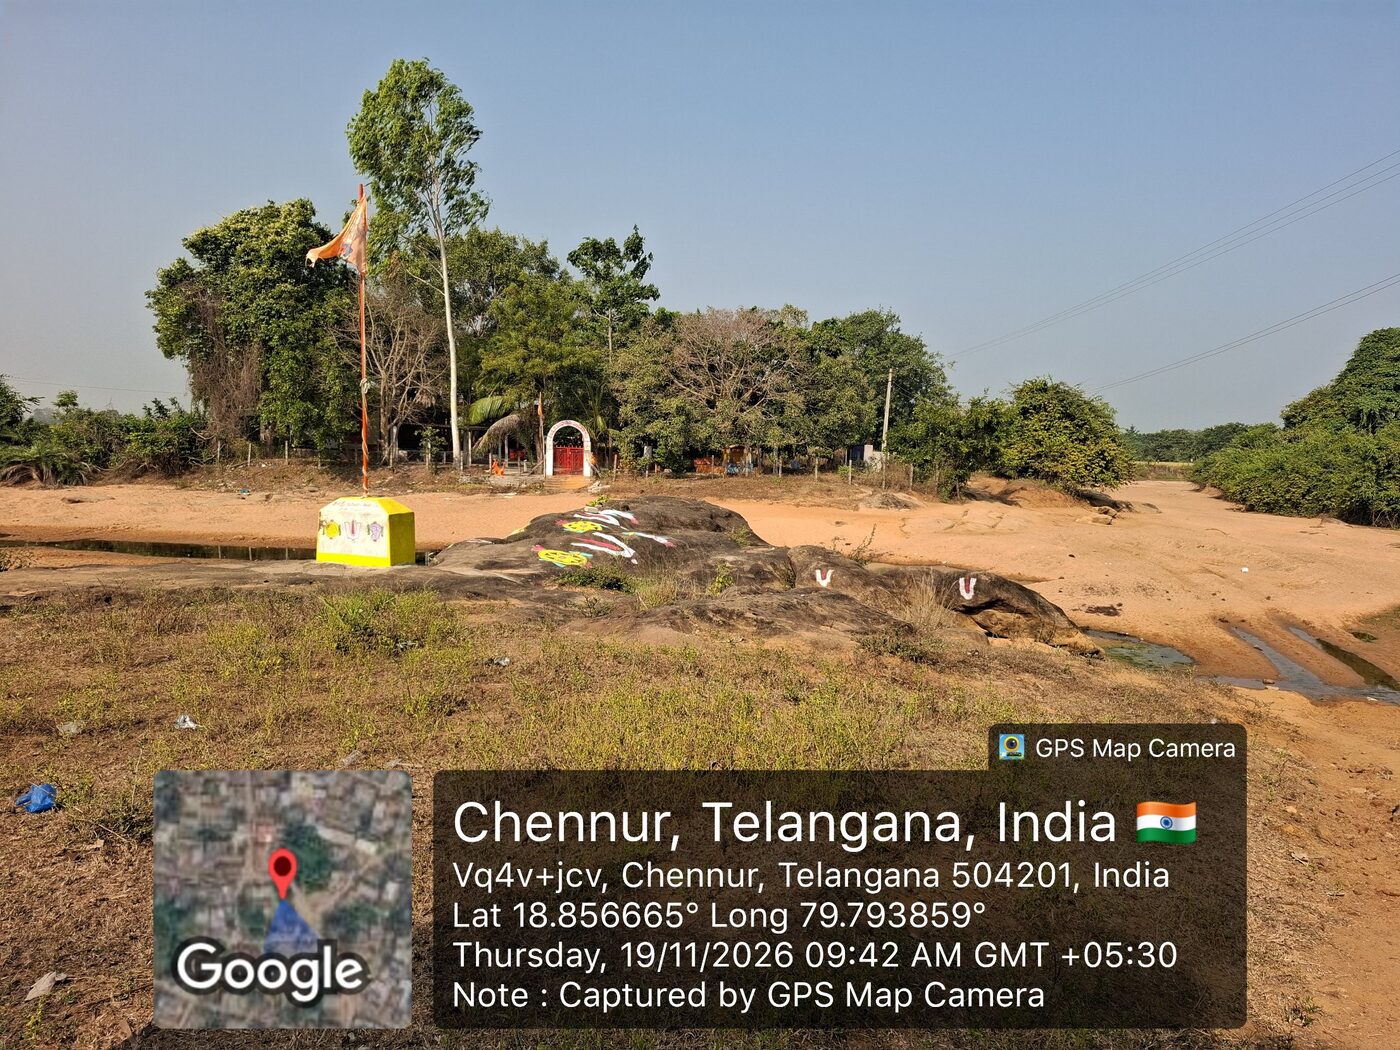 GPS Map Camera
Chennur, Telangana, India
Vq4v+jcv, Chennur, Telangana 504201, India
Lat 18.856665° Long 79.793859°
Thursday, 19/11/2026 09:42 AM GMT +05:30
Note : Captured by GPS Map Camera
Google